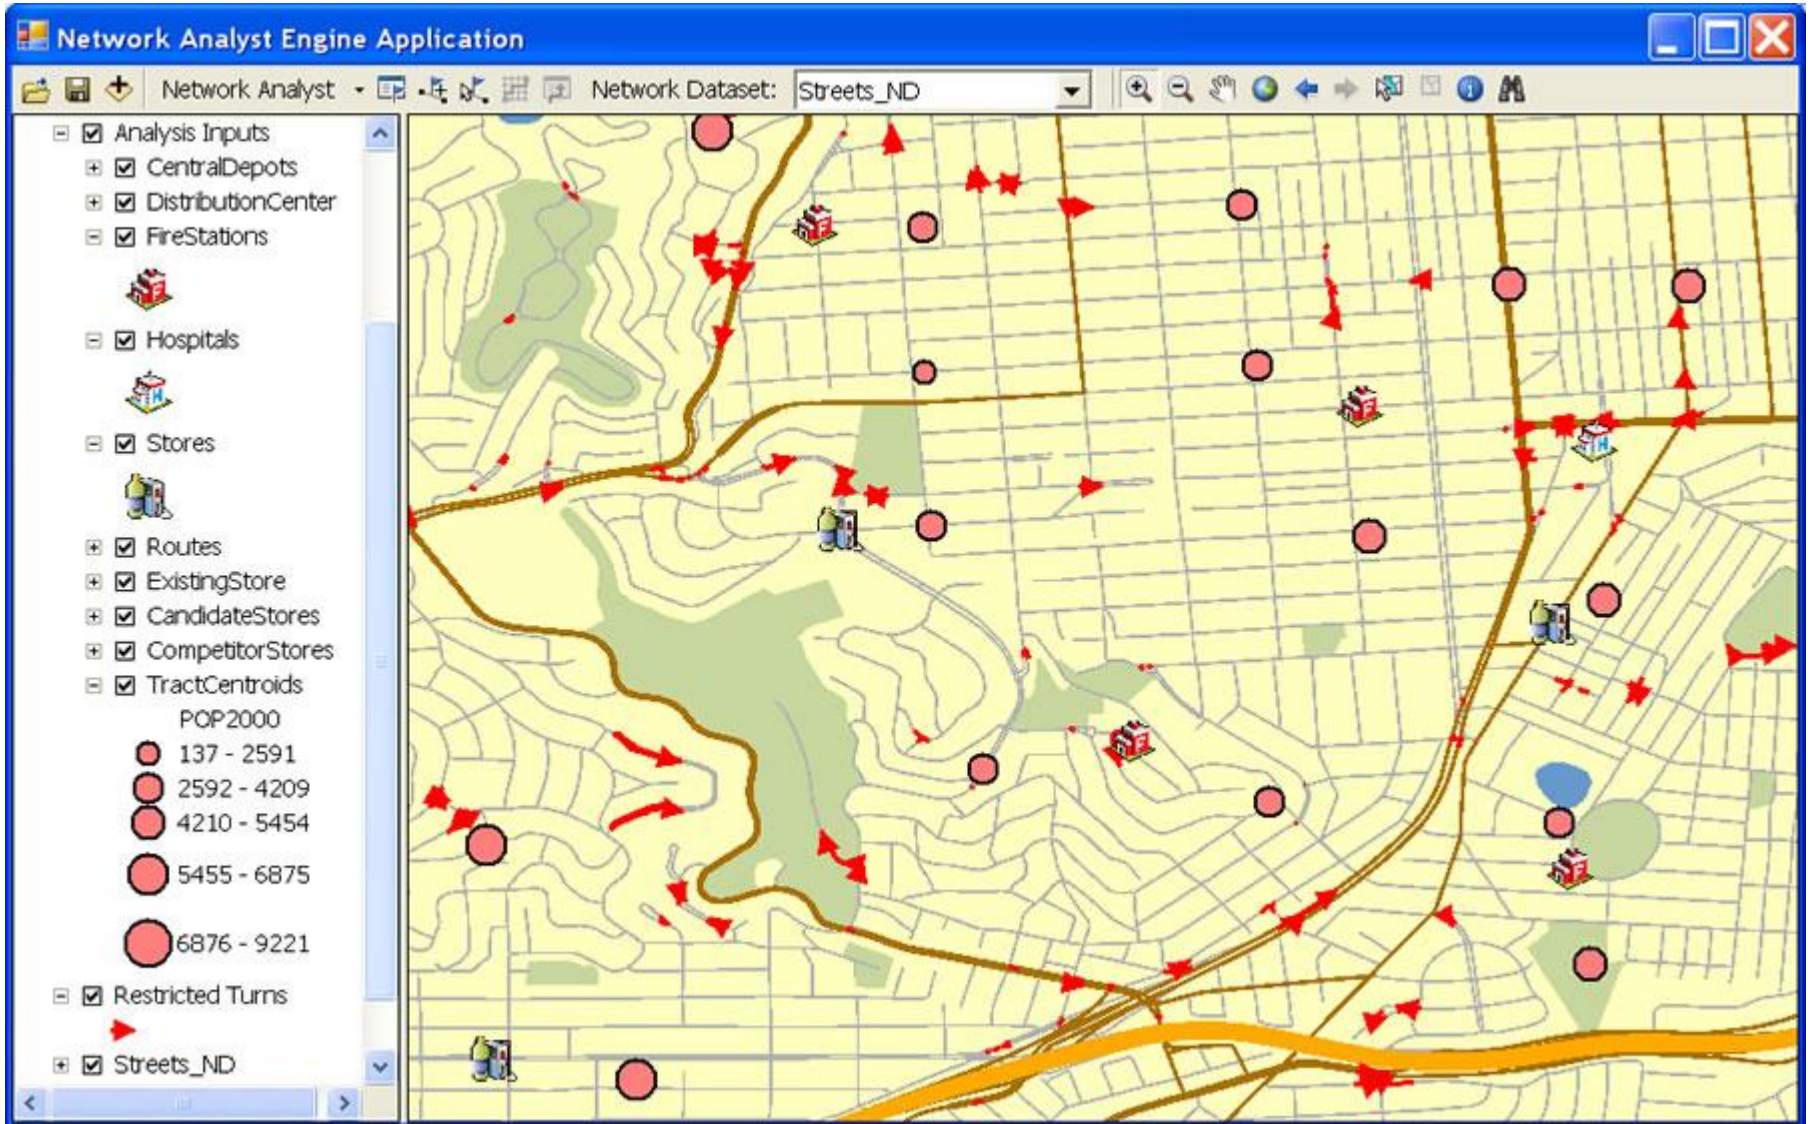 Network Analyst Engine Application
Network Analyst Network Dataset: Streets_ND
Analysis Inputs
CentralDepots
DistributionCenter
FireStations
F
Hospitals
H
Stores
Routes
ExistingStore
CandidateStores
CompetitorStores
TractCentroids
POP2000
137 - 2591
2592 - 4209
4210 - 5454
5455 - 6875
6876 - 9221
Restricted Turns
Streets_ND